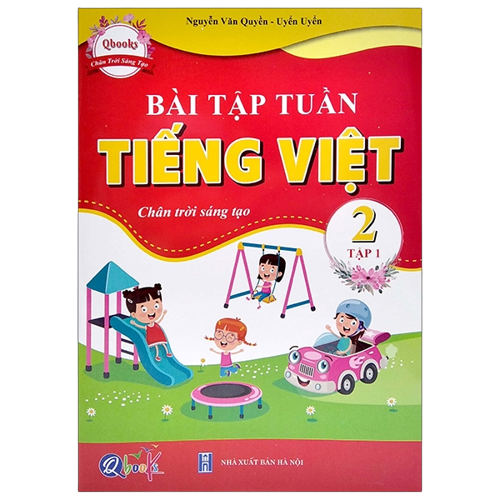 Nguyễn Văn Quyền - Uyển Uyển
Qbooks
Chân Trời Sáng Tạo
BÀI TẬP TUẦN
TIẾNG VIỆT
Chân trời sáng tạo
2
TẬP 1
Qbooks
NHÀ XUẤT BẢN HÀ NỘI